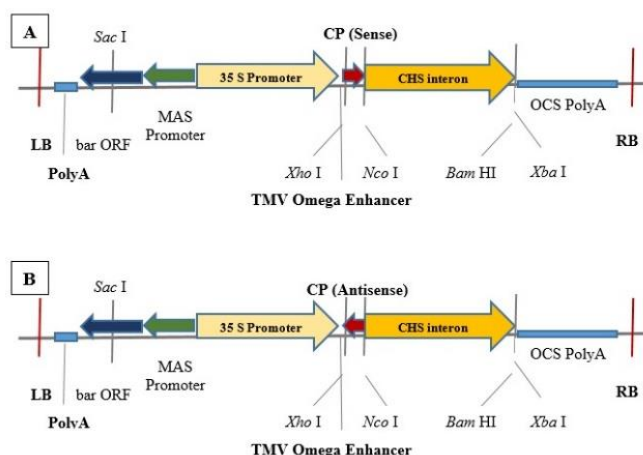 A
CP (Sense)
Sac I
35 S Promoter
CHS interon
OCS PolyA
MAS
Promoter
LB
bar ORF
RB
PolyA
Xho I
Nco I
Bam HI
Xba I
TMV Omega Enhancer
B
CP (Antisense)
Sac I
35 S Promoter
CHS interon
OCS PolyA
MAS
Promoter
LB
bar ORF
RB
PolyA
Xho I
Nco I
Bam HI
Xba I
TMV Omega Enhancer